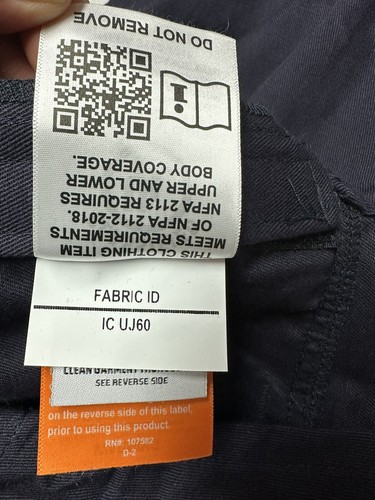 DO NOT REMOVE
THIS CLOTHING ITEM
MEETS REQUIREMENTS
OF NFPA 2112-2018.
NFPA 2113 REQUIRES
UPPER AND LOWER
BODY COVERAGE.
FABRIC ID
IC UJ60
CLEAN GARMENT
SEE REVERSE SIDE
on the reverse side of this label,
prior to using this product.
RN#: 107582
D-2